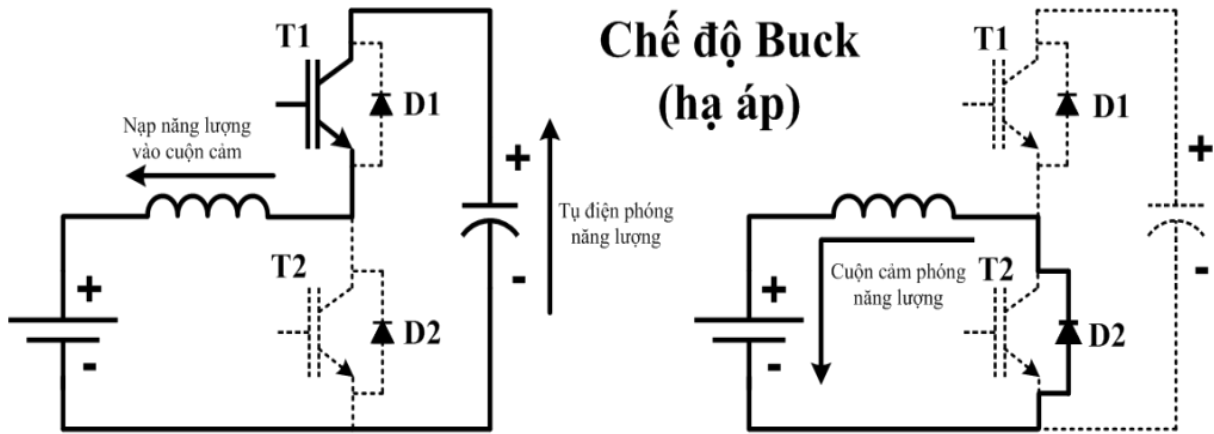 Chế độ Buck
(hạ áp)
T1
D1
Nạp năng lượng
vào cuộn cảm
+
Tụ điện phóng
năng lượng
-
T2
D2
+
-
T1
D1
+
-
Cuộn cảm phóng
năng lượng
T2
D2
+
-